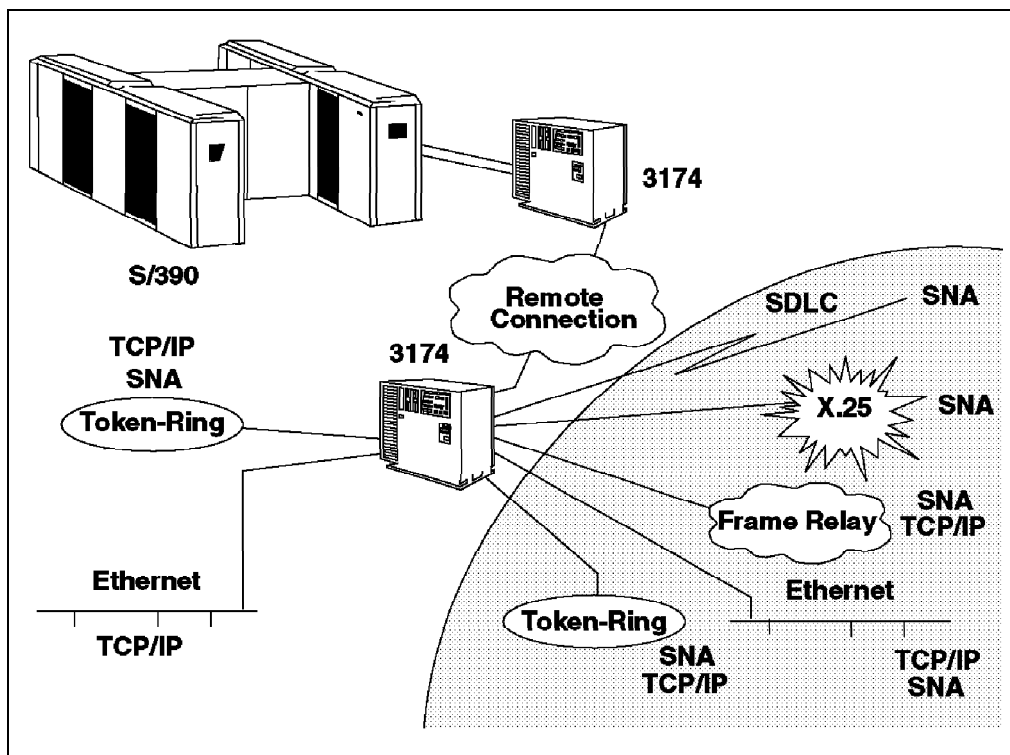 3174
S/390
Remote
Connection
SDLC
SNA
TCP/IP
SNA
3174
Token-Ring
X.25
SNA
Frame Relay
SNA
TCP/IP
Ethernet
TCP/IP
Ethernet
Token-Ring
SNA
TCP/IP
TCP/IP
SNA